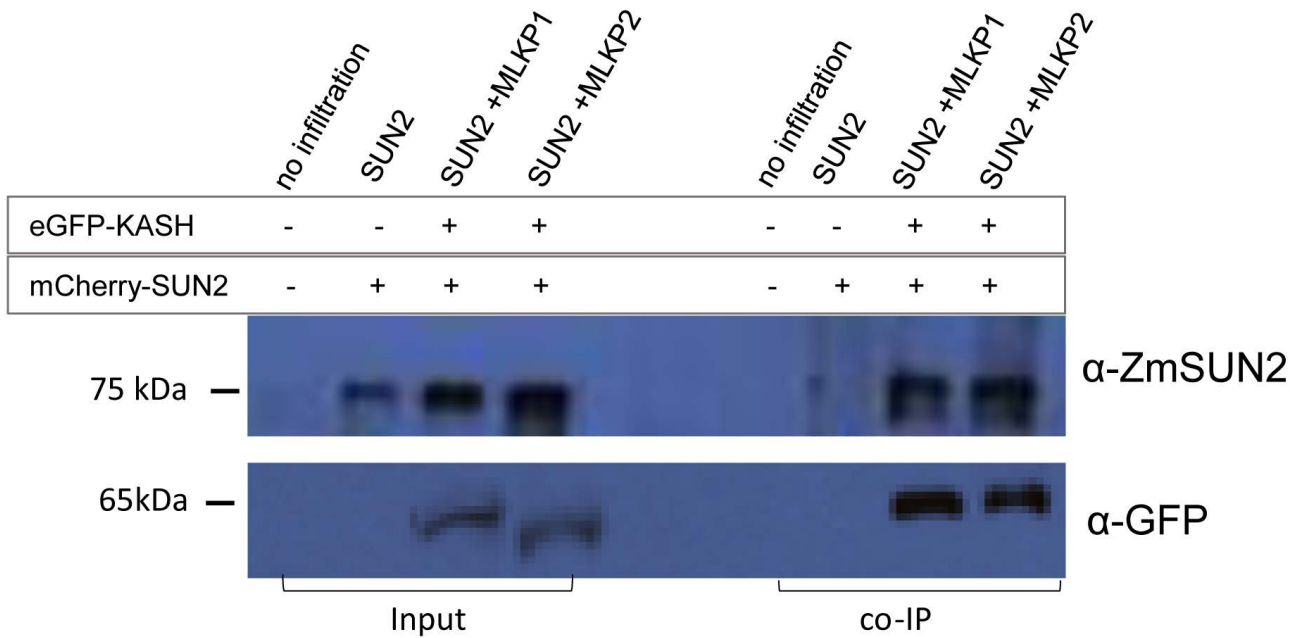 no infiltration SUN2 SUN2 +MLKP1 SUN2 +MLKP2 no infiltration SUN2 SUN2 +MLKP1 SUN2 +MLKP2
eGFP-KASH - - + + - - + +
mCherry-SUN2 - + + + - + + +
75 kDa α-ZmSUN2
65kDa α-GFP
Input co-IP